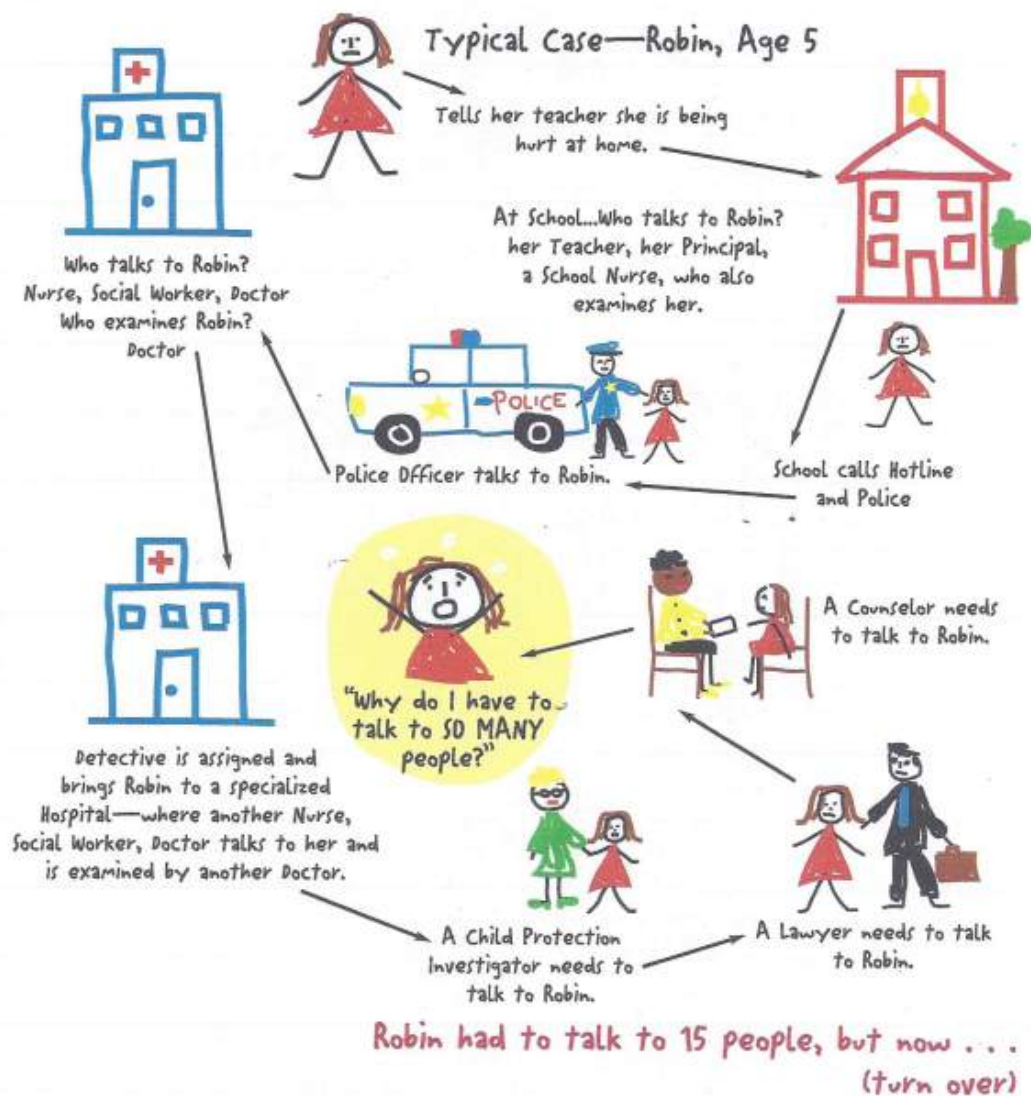 Typical Case—Robin, Age 5
Tells her teacher she is being
hurt at home.
At School...Who talks to Robin?
her Teacher, her Principal,
a School Nurse, who also
examines her.
School calls Hotline
and Police
POLICE
Police Officer talks to Robin.
Who talks to Robin?
Nurse, Social Worker, Doctor
Who examines Robin?
Doctor
Detective is assigned and
brings Robin to a specialized
Hospital—where another Nurse,
Social Worker, Doctor talks to her and
is examined by another Doctor.
A Child Protection
Investigator needs to
talk to Robin.
A Lawyer needs to talk
to Robin.
A Counselor needs
to talk to Robin.
"Why do I have to
talk to SO MANY
people?"
Robin had to talk to 15 people, but now . . .
(turn over)